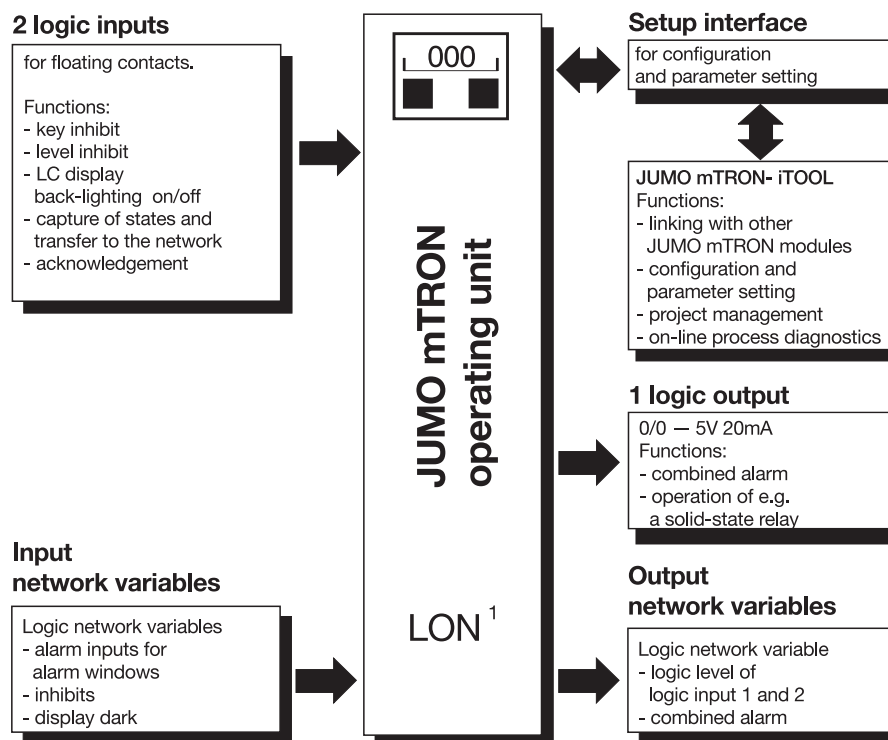 2 logic inputs
for floating contacts.
Functions:
- key inhibit
- level inhibit
- LC display
back-lighting on/off
- capture of states and
transfer to the network
- acknowledgement
Input
network variables
Logic network variables
- alarm inputs for
alarm windows
- inhibits
- display dark
000
JUMO mTRON
operating unit
LON 1
Setup interface
for configuration
and parameter setting
JUMO mTRON- iTOOL
Functions:
- linking with other
JUMO mTRON modules
- configuration and
parameter setting
- project management
- on-line process diagnostics
1 logic output
0/0 — 5V 20mA
Functions:
- combined alarm
- operation of e.g.
a solid-state relay
Output
network variables
Logic network variable
- logic level of
logic input 1 and 2
- combined alarm